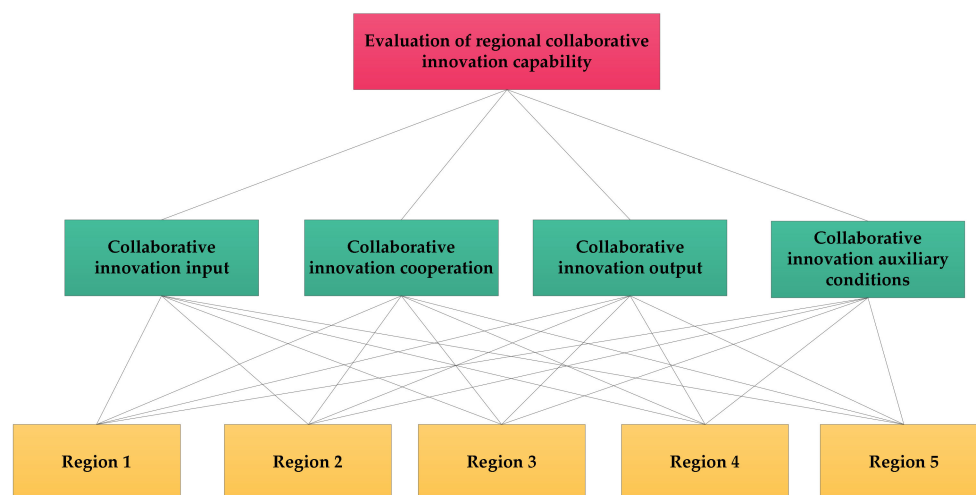 Evaluation of regional collaborative
innovation capability
Collaborative
innovation input
Collaborative
innovation cooperation
Collaborative
innovation output
Collaborative
innovation auxiliary
conditions
Region 1
Region 2
Region 3
Region 4
Region 5